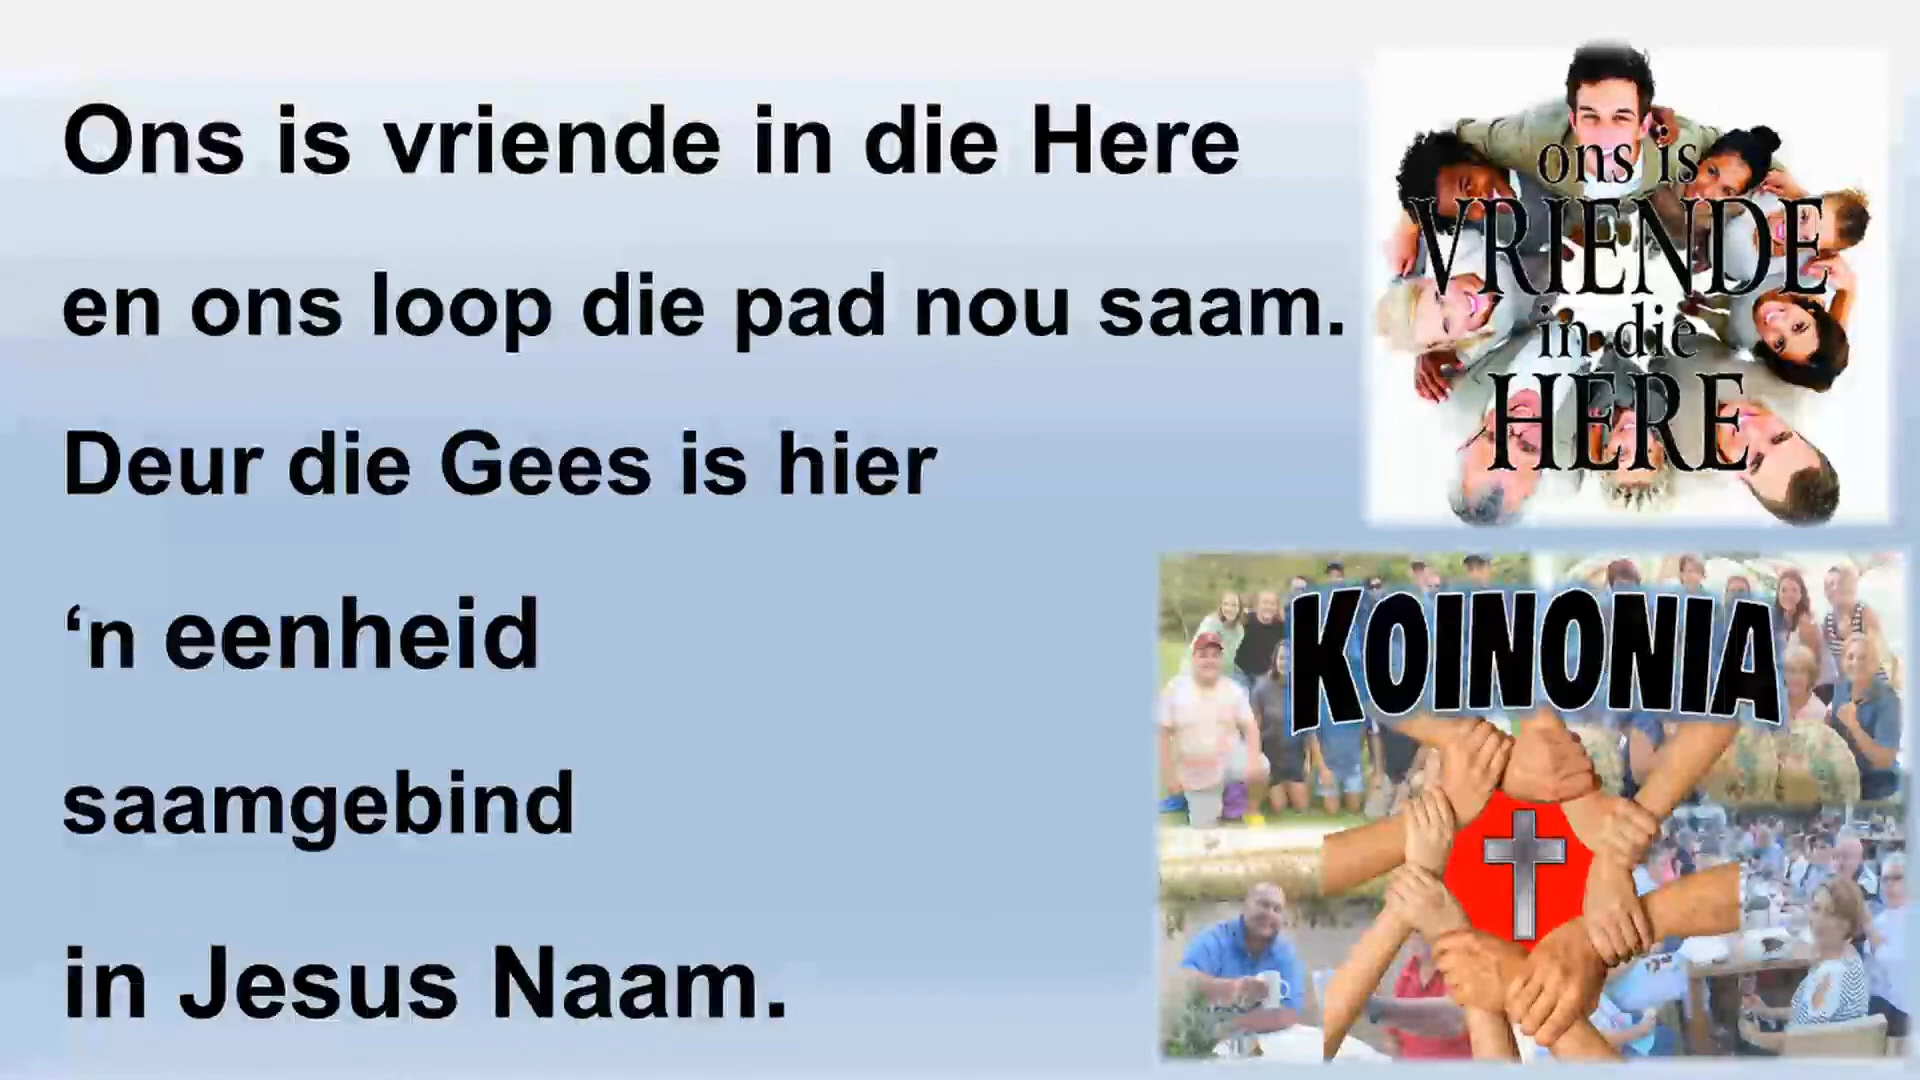 Ons is vriende in die Here
en ons loop die pad nou saam.
Deur die Gees is hier
‘n eenheid
saamgebind
in Jesus Naam.
ons is
VRIENDE
in die
HERE
KOINONIA